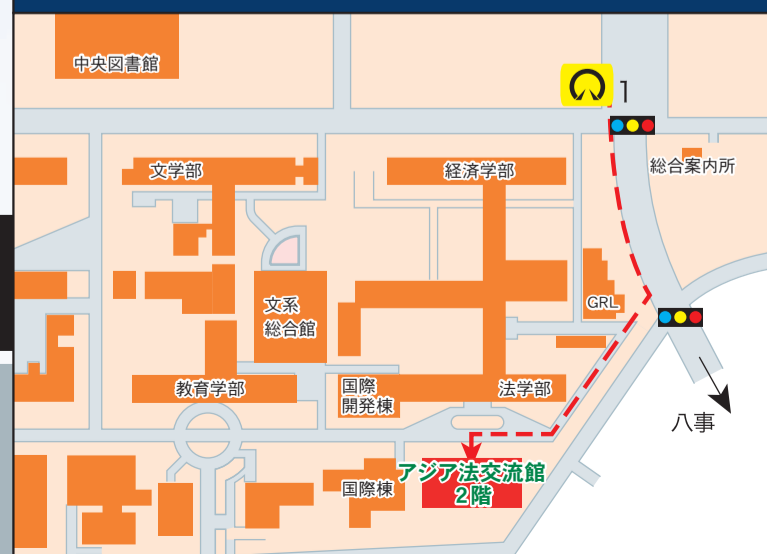 中央図書館
1
総合案内所
文学部
経済学部
GRL
文系
総合館
教育学部
国際
開発棟
法学部
八事
国際棟
アジア法交流館
2階